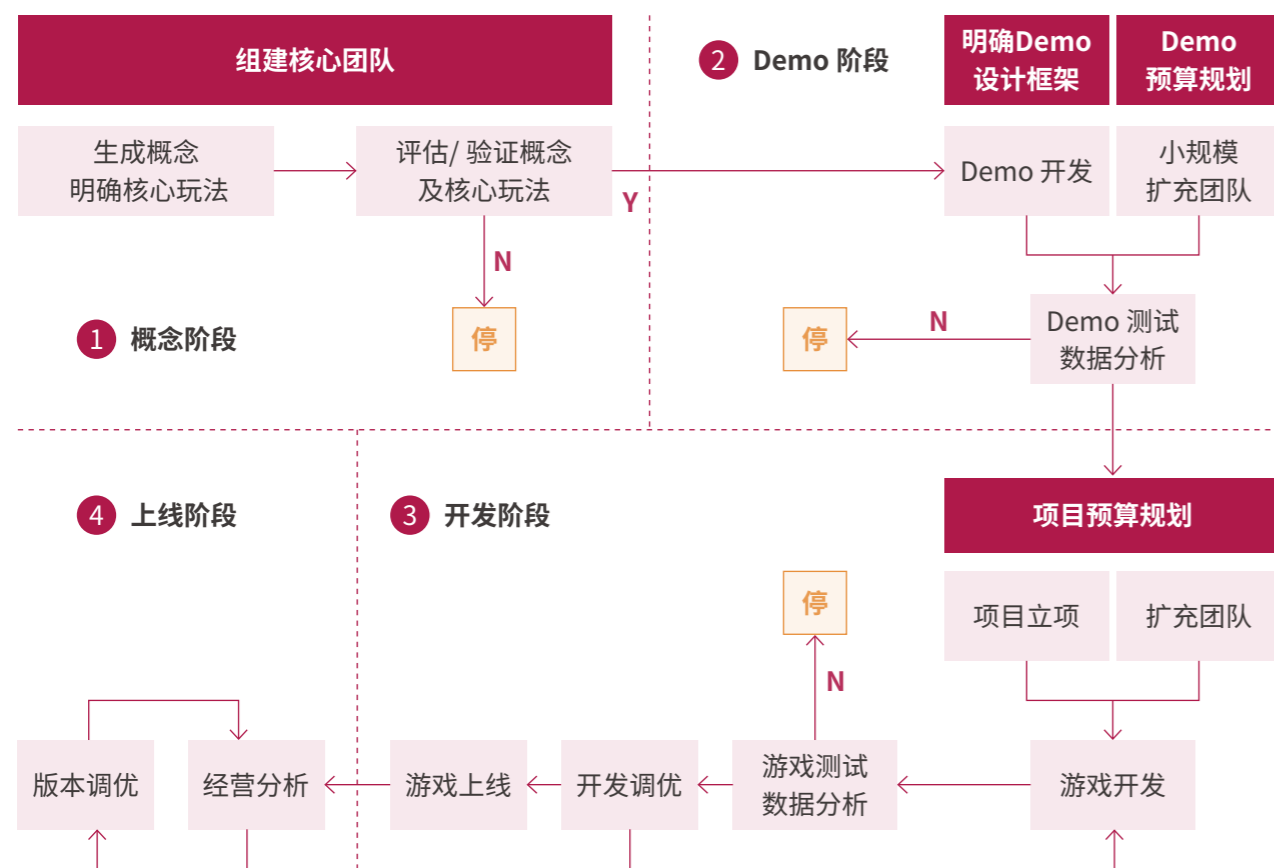 组建核心团队
生成概念
明确核心玩法
评估/ 验证概念
及核心玩法
Y
N
停
1 概念阶段
2 Demo 阶段
明确Demo
设计框架
Demo
预算规划
Demo 开发
小规模
扩充团队
Demo 测试
数据分析
N
停
项目预算规划
3 开发阶段
项目立项
扩充团队
停
N
游戏开发
游戏测试
数据分析
开发调优
游戏上线
4 上线阶段
经营分析
版本调优